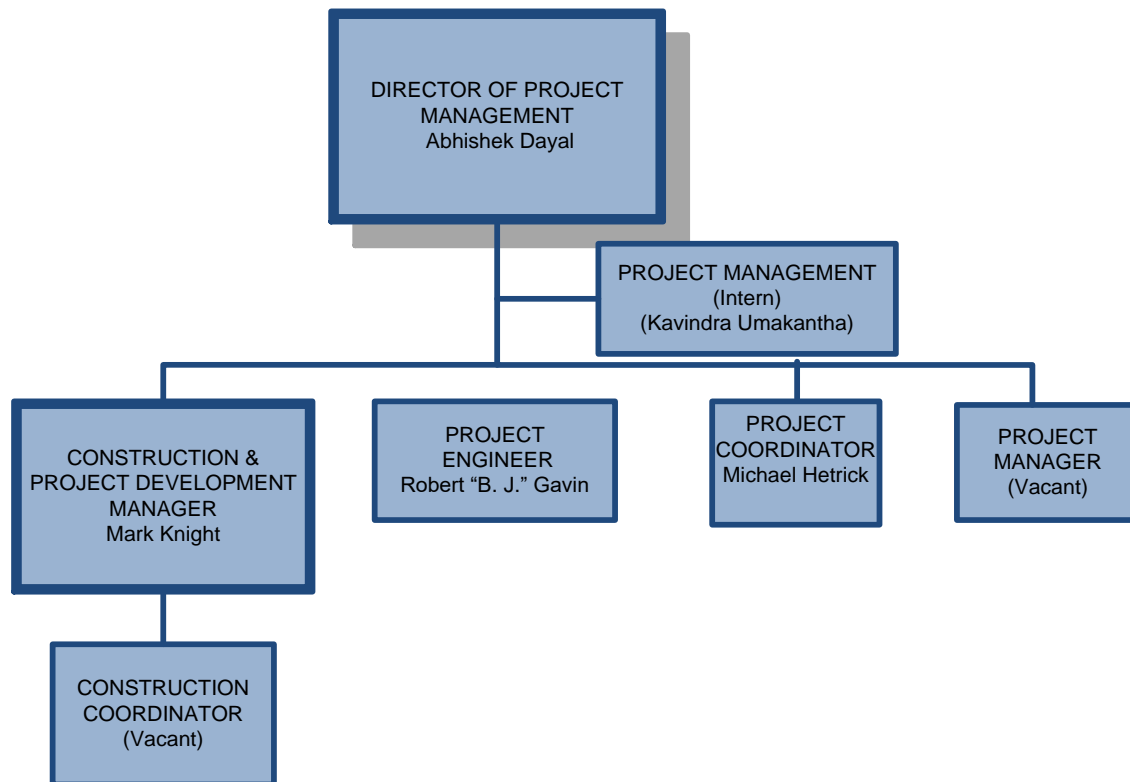 DIRECTOR OF PROJECT
MANAGEMENT
Abhishek Dayal
PROJECT MANAGEMENT
(Intern)
(Kavindra Umakantha)
CONSTRUCTION &
PROJECT DEVELOPMENT
MANAGER
Mark Knight
PROJECT
ENGINEER
Robert “B. J.” Gavin
PROJECT
COORDINATOR
Michael Hetrick
PROJECT
MANAGER
(Vacant)
CONSTRUCTION
COORDINATOR
(Vacant)